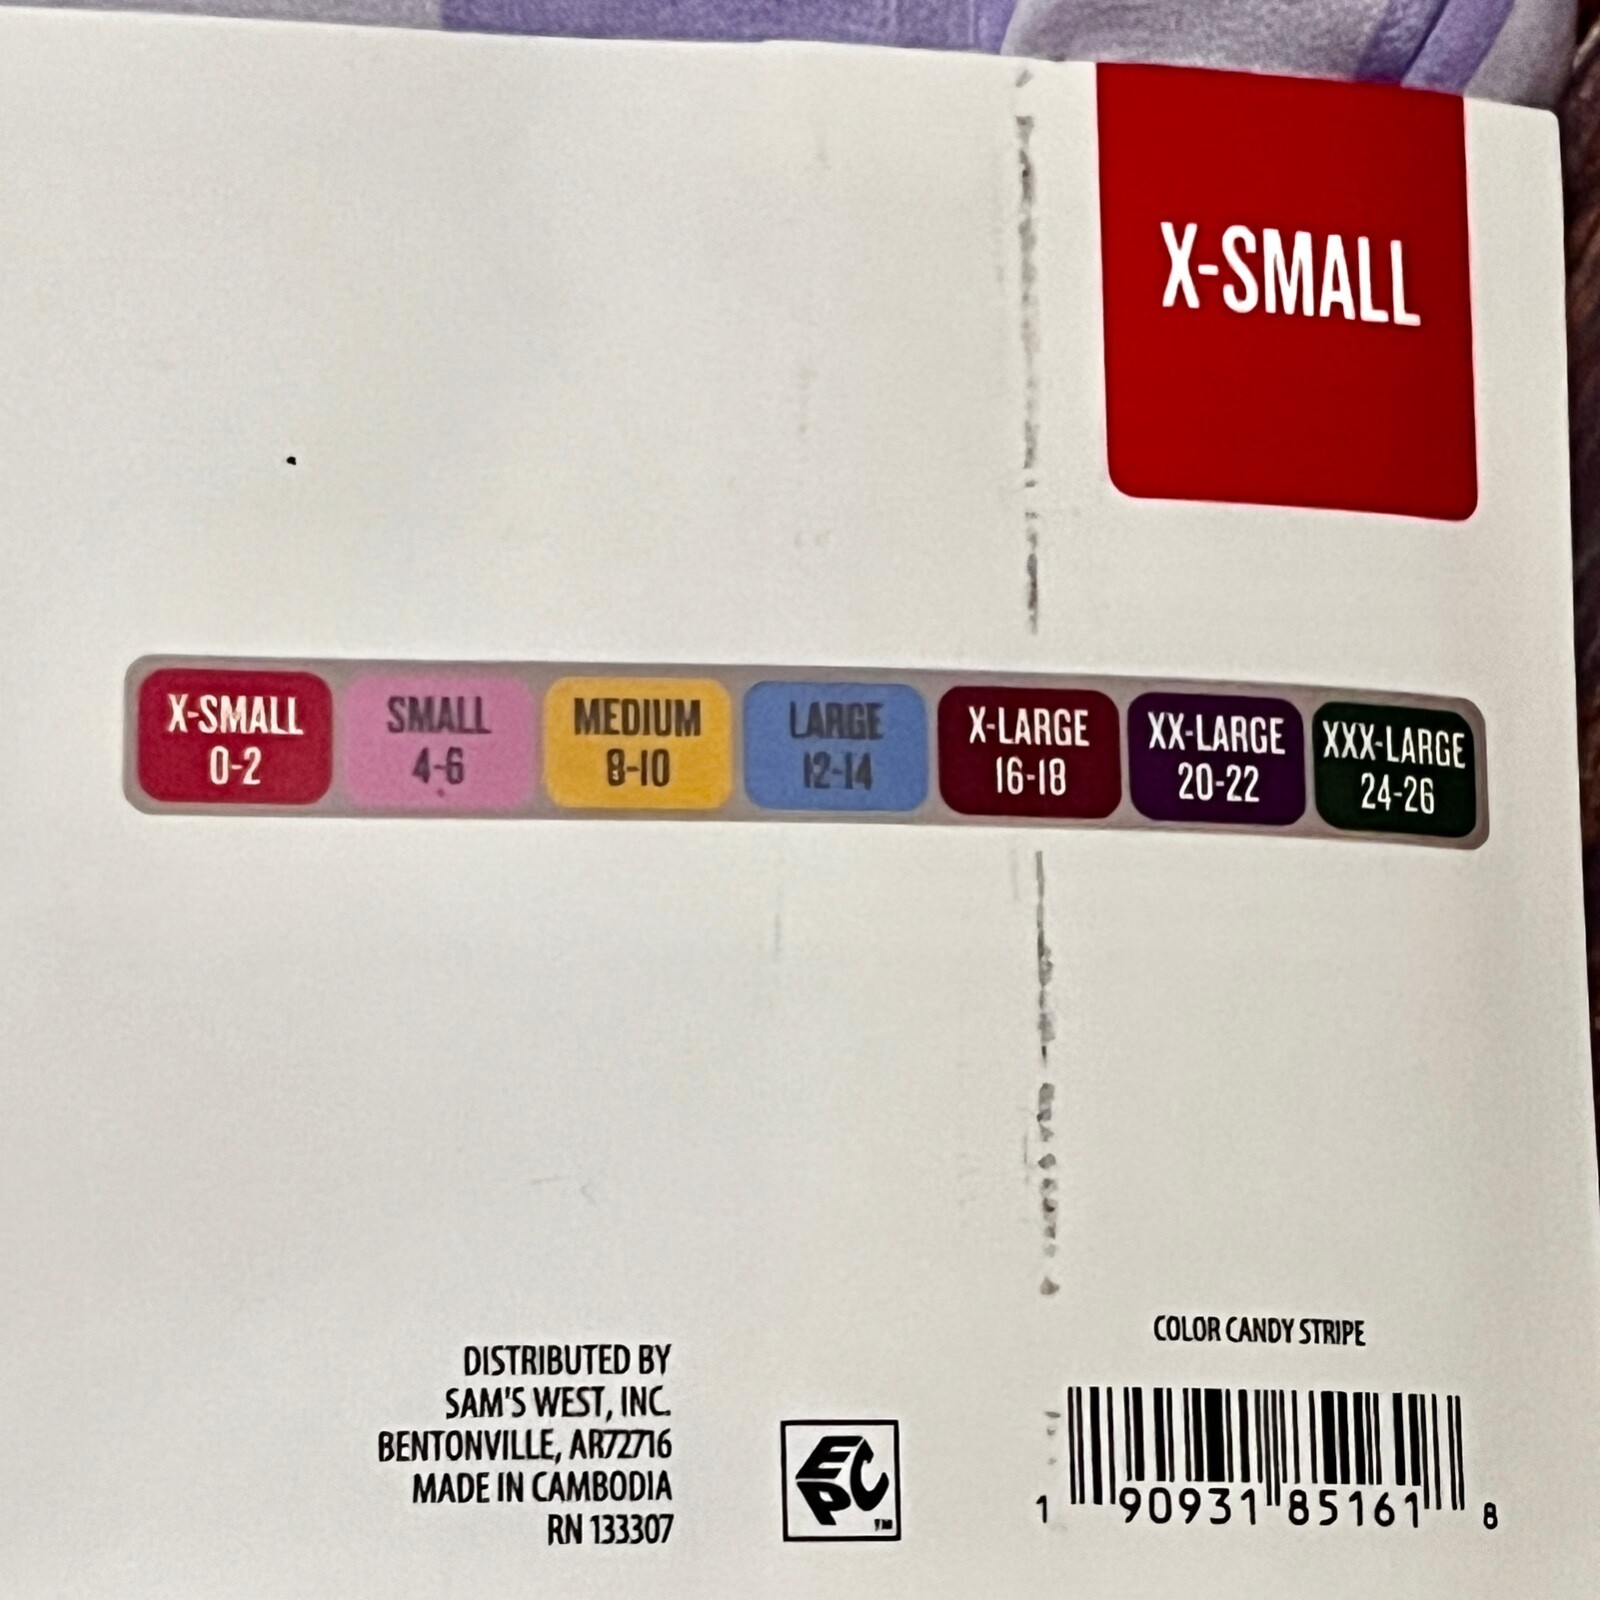 X-SMALL
X-SMALL SMALL MEDIUM LARGE X-LARGE XX-LARGE XXX-LARGE
0-2 4-6 8-10 12-14 16-18 20-22 24-26
DISTRIBUTED BY
SAM'S WEST, INC.
BENTONVILLE, AR72716
MADE IN CAMBODIA
RN 133307
EPC
TM
COLOR CANDY STRIPE
1 90931 85161 8